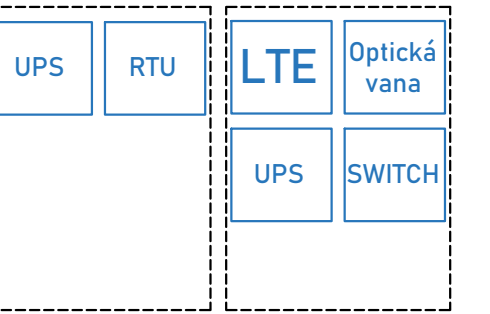 UPS
RTU
LTE
Optická
vana
UPS
SWITCH